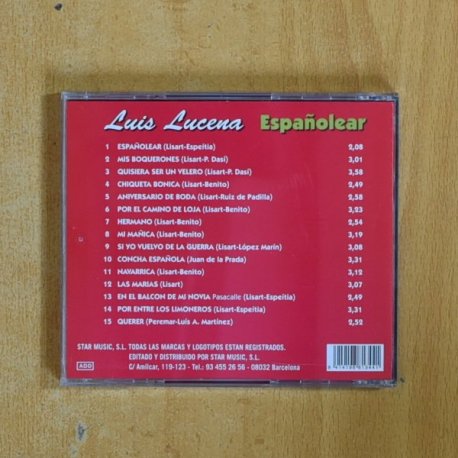 Luis Lucena Españolear
1 ESPAÑOLEAR (Lisart-Espeitia) 2,08
2 MIS BOQUERONES (Lisart-P. Dasí) 3,01
3 QUISIERA SER UN VELERO (Lisart-P. Dasí) 3,58
4 CHIQUETA BONICA (Lisart-Benito) 2,49
5 ANIVERSARIO DE BODA (Lisart-Ruiz de Padilla) 2,58
6 POR EL CAMINO DE LOJA (Lisart-Benito) 3,23
7 HERMANO (Lisart-Benito) 2,54
8 MI MAÑICA (Lisart-Benito) 3,19
9 SI YO VUELVO DE LA GUERRA (Lisart-López Marín) 3,08
10 CONCHA ESPAÑOLA (Juan de la Prada) 3,31
11 NAVARRICA (Lisart-Benito) 3,12
12 LAS MARIAS (Lisart) 3,07
13 EN EL BALCON DE MI NOVIA Pasacalle (Lisart-Espeitia) 2,49
14 POR ENTRE LOS LIMONEROS (Lisart-Espeitia) 3,31
15 QUERER (Peremar-Luis A. Martínez) 2,52
STAR MUSIC, S.L. TODAS LAS MARCAS Y LOGOTIPOS ESTAN REGISTRADOS.
EDITADO Y DISTRIBUIDO POR STAR MUSIC, S.L.
ADD C/ Amílcar, 119-123 - Tel.: 93 455 26 56 - 08032 Barcelona